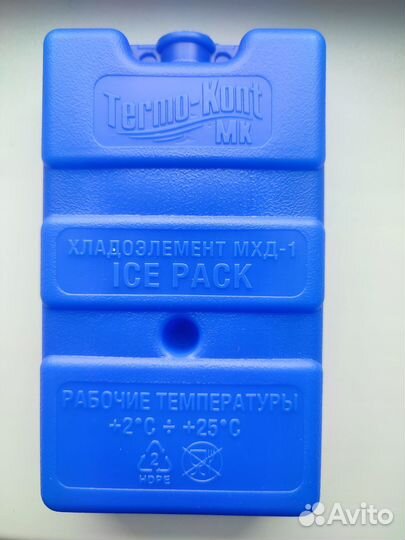 Termo-Kont
MK
ХЛАДОЭЛЕМЕНТ МХД-1
ICE PACK
РАБОЧИЕ ТЕМПЕРАТУРЫ
+2°C ÷ +25°C
2
HDPE
Avito